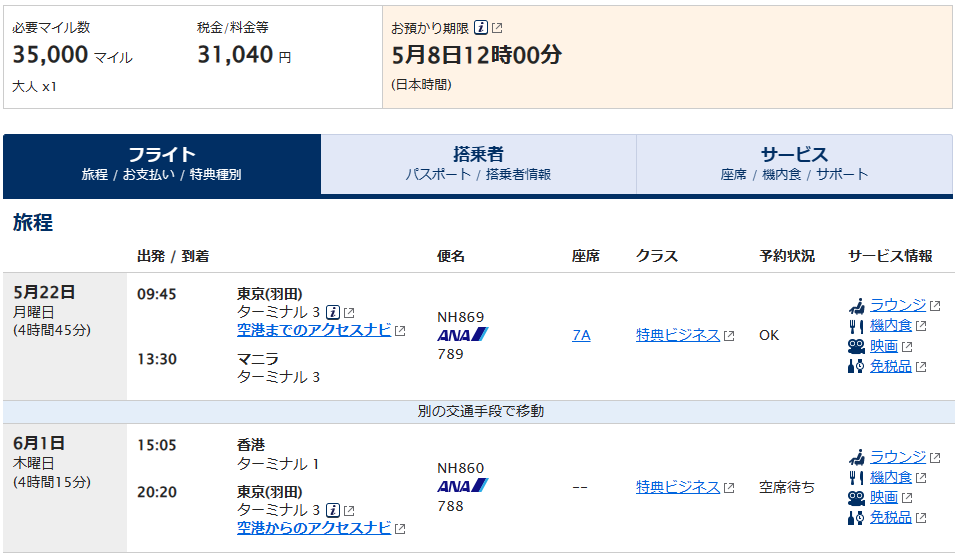 必要マイル数
35,000 マイル
大人 x1
税金/料金等
31,040 円
お預かり期限 i
5月8日12時00分
(日本時間)
フライト
旅程 / お支払い / 特典種別
搭乗者
パスポート / 搭乗者情報
サービス
座席 / 機内食 / サポート
旅程
出発 / 到着 便名 座席 クラス 予約状況 サービス情報
5月22日
月曜日
(4時間45分)
09:45 東京(羽田)
ターミナル 3 i
空港までのアクセスナビ
13:30 マニラ
ターミナル 3
NH869
ANA
789
7A
特典ビジネス
OK
ラウンジ
機内食
映画
免税品
別の交通手段で移動
6月1日
木曜日
(4時間15分)
15:05 香港
ターミナル 1
20:20 東京(羽田)
ターミナル 3 i
空港からのアクセスナビ
NH860
ANA
788
--
特典ビジネス
空席待ち
ラウンジ
機内食
映画
免税品